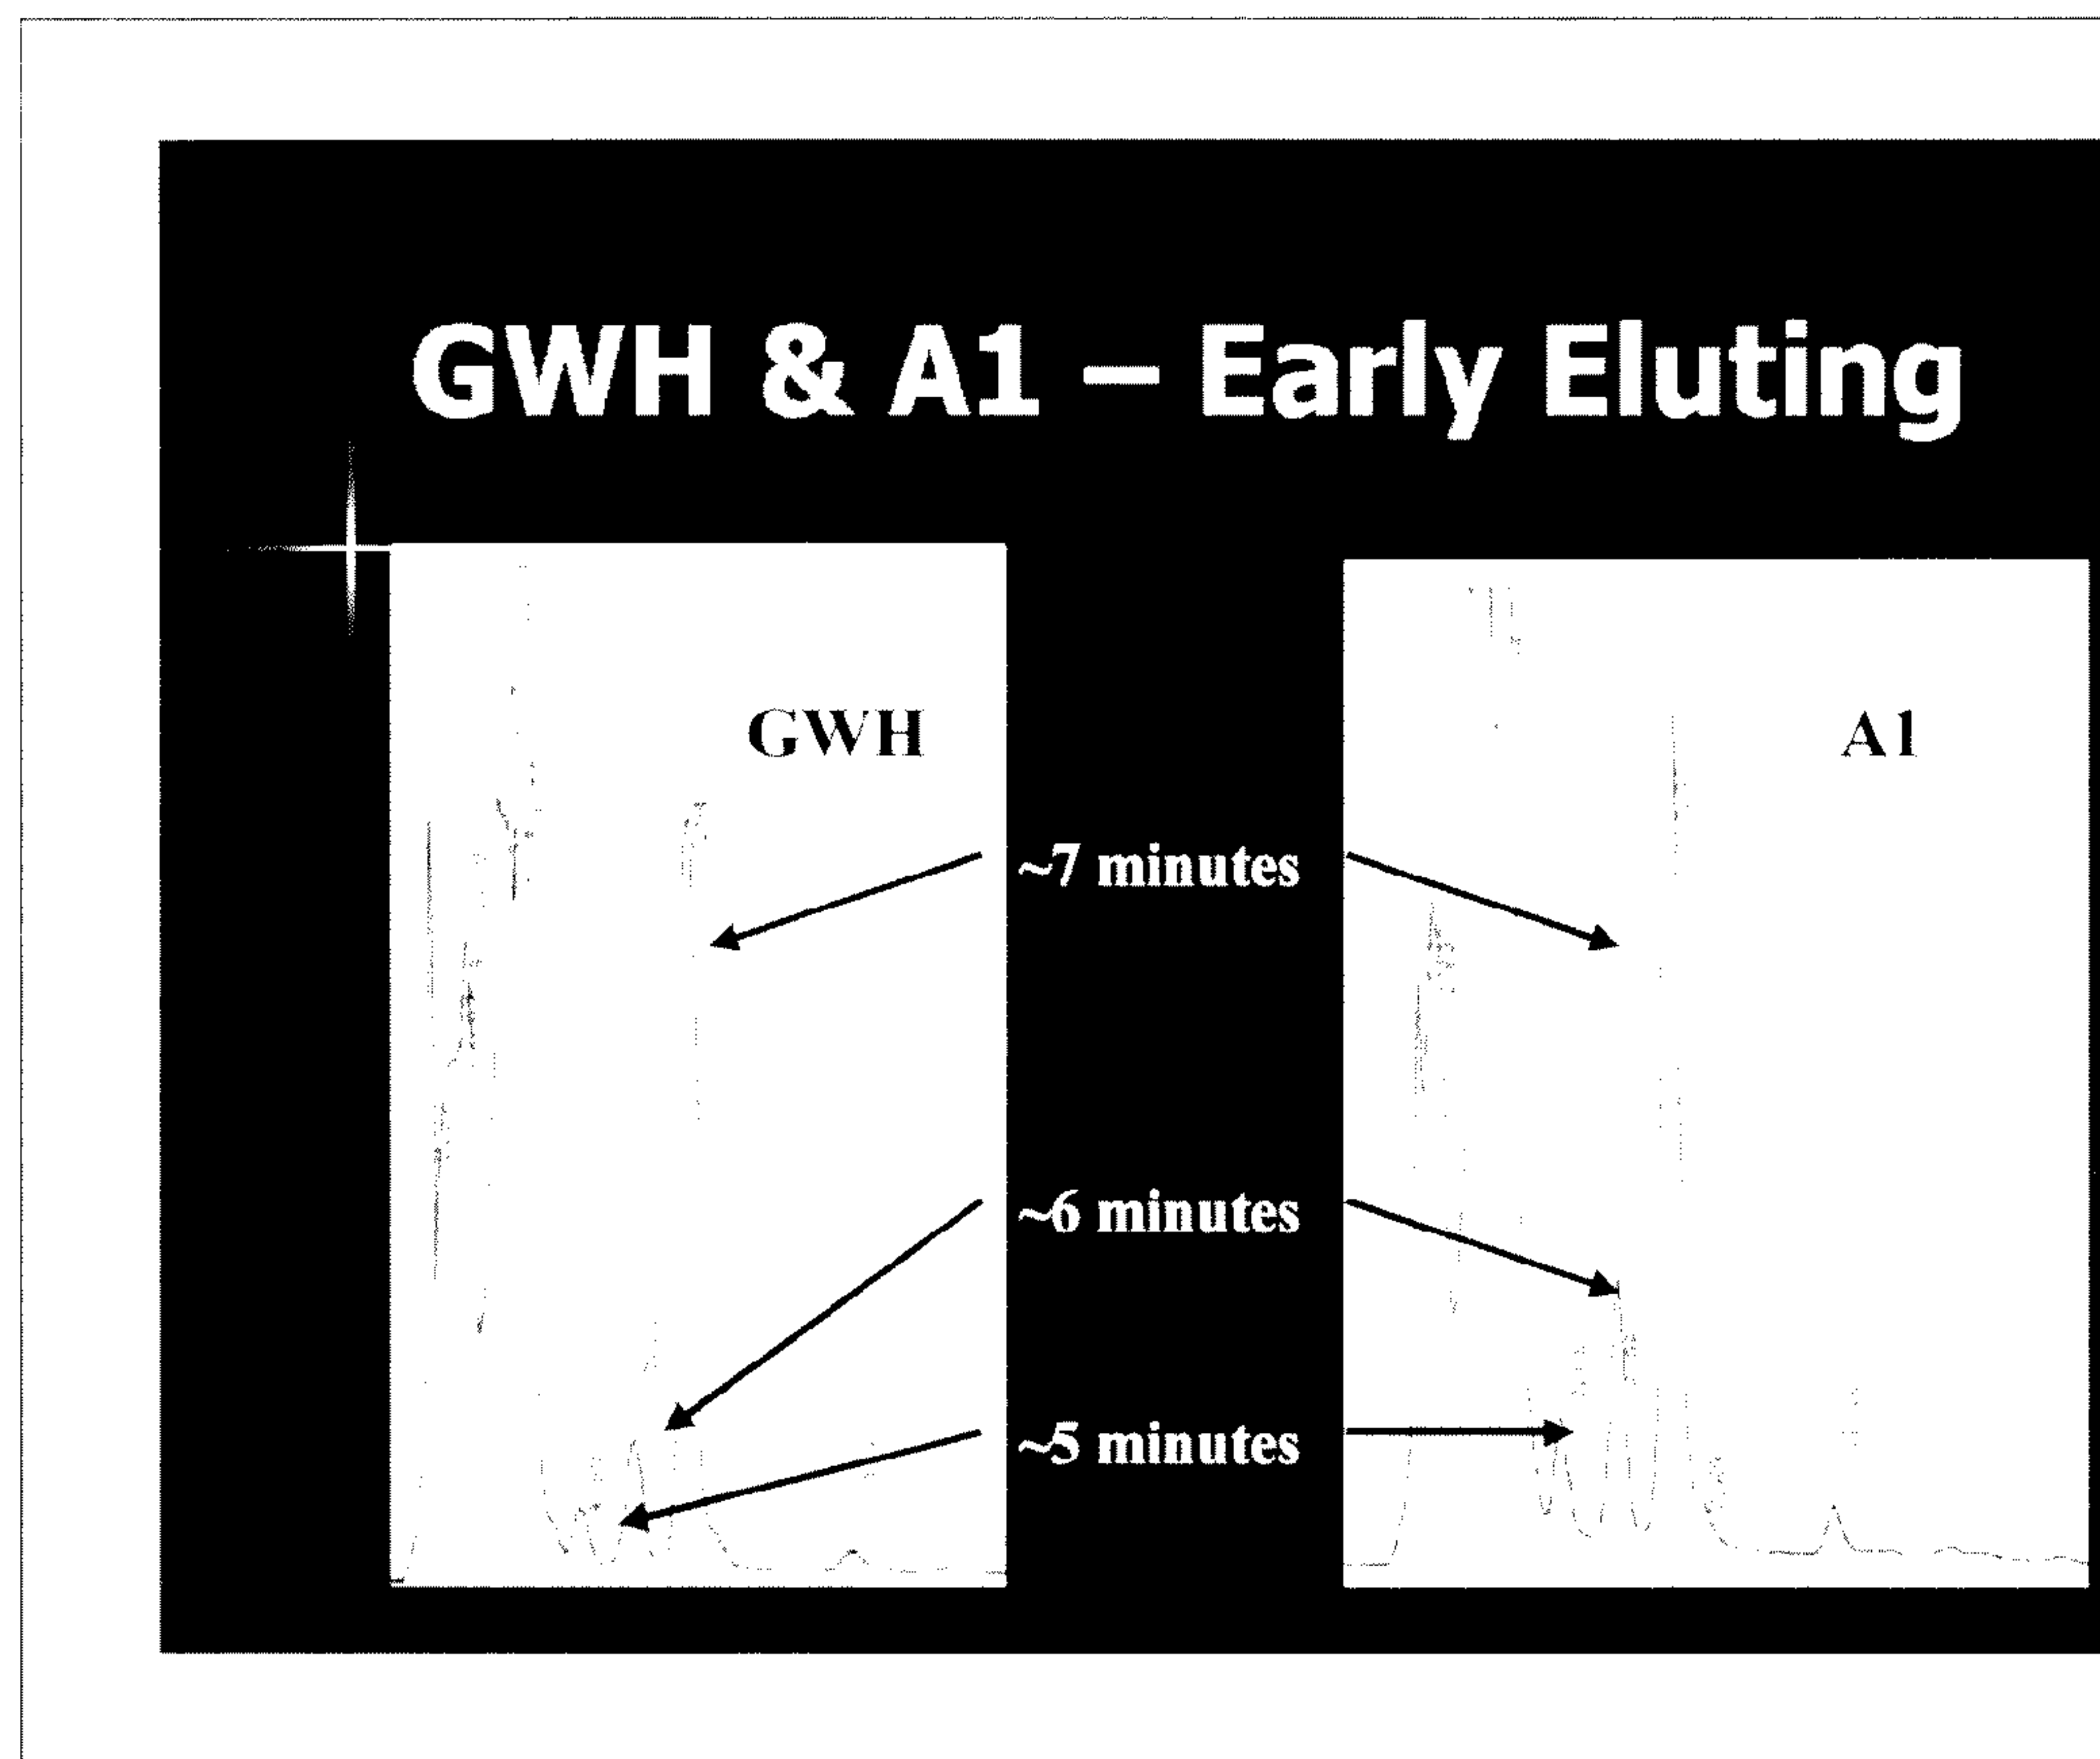 GWH & A1 – Early Eluting
GWH
A1
~7 minutes
~6 minutes
~5 minutes